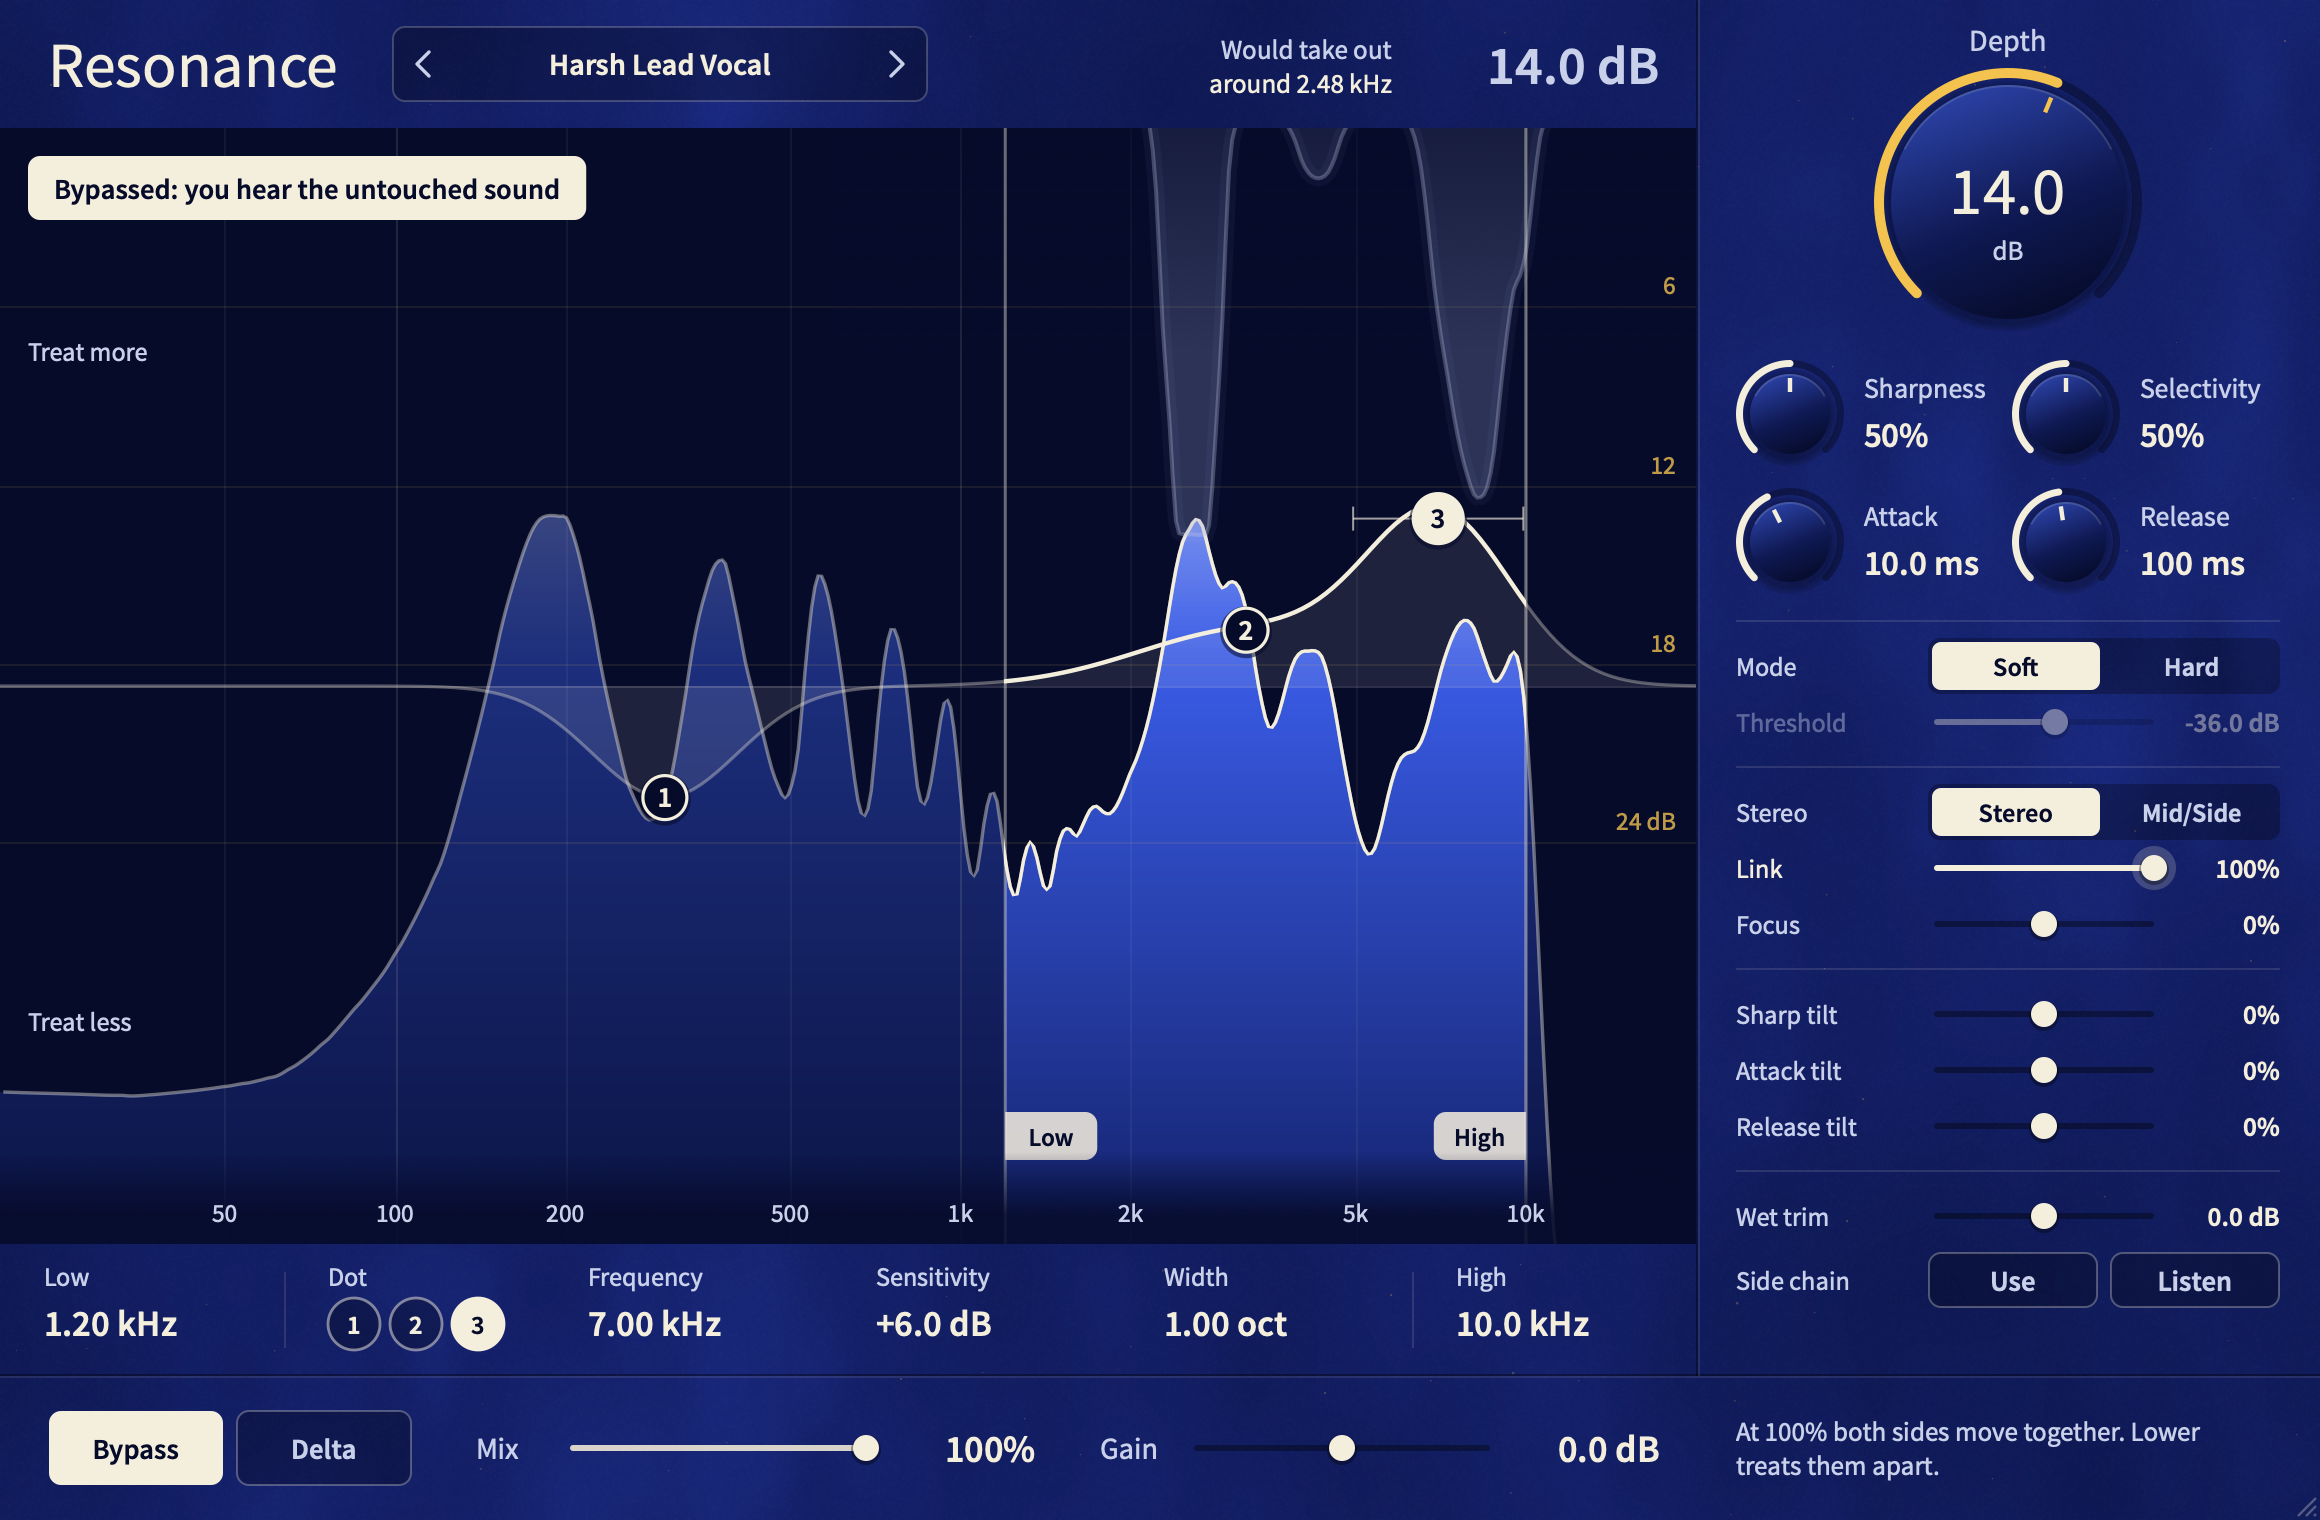 Resonance
Harsh Lead Vocal
Would take out
around 2.48 kHz
14.0 dB
Bypassed: you hear the untouched sound
Treat more
Treat less
6
12
18
24 dB
1
2
3
Low
High
50
100
200
500
1k
2k
5k
10k
Low
1.20 kHz
Dot
1
2
3
Frequency
7.00 kHz
Sensitivity
+6.0 dB
Width
1.00 oct
High
10.0 kHz
Bypass
Delta
Mix
100%
Gain
0.0 dB
Depth
14.0
dB
Sharpness
50%
Selectivity
50%
Attack
10.0 ms
Release
100 ms
Mode
Soft
Hard
Threshold
-36.0 dB
Stereo
Stereo
Mid/Side
Link
100%
Focus
0%
Sharp tilt
0%
Attack tilt
0%
Release tilt
0%
Wet trim
0.0 dB
Side chain
Use
Listen
At 100% both sides move together. Lower
treats them apart.